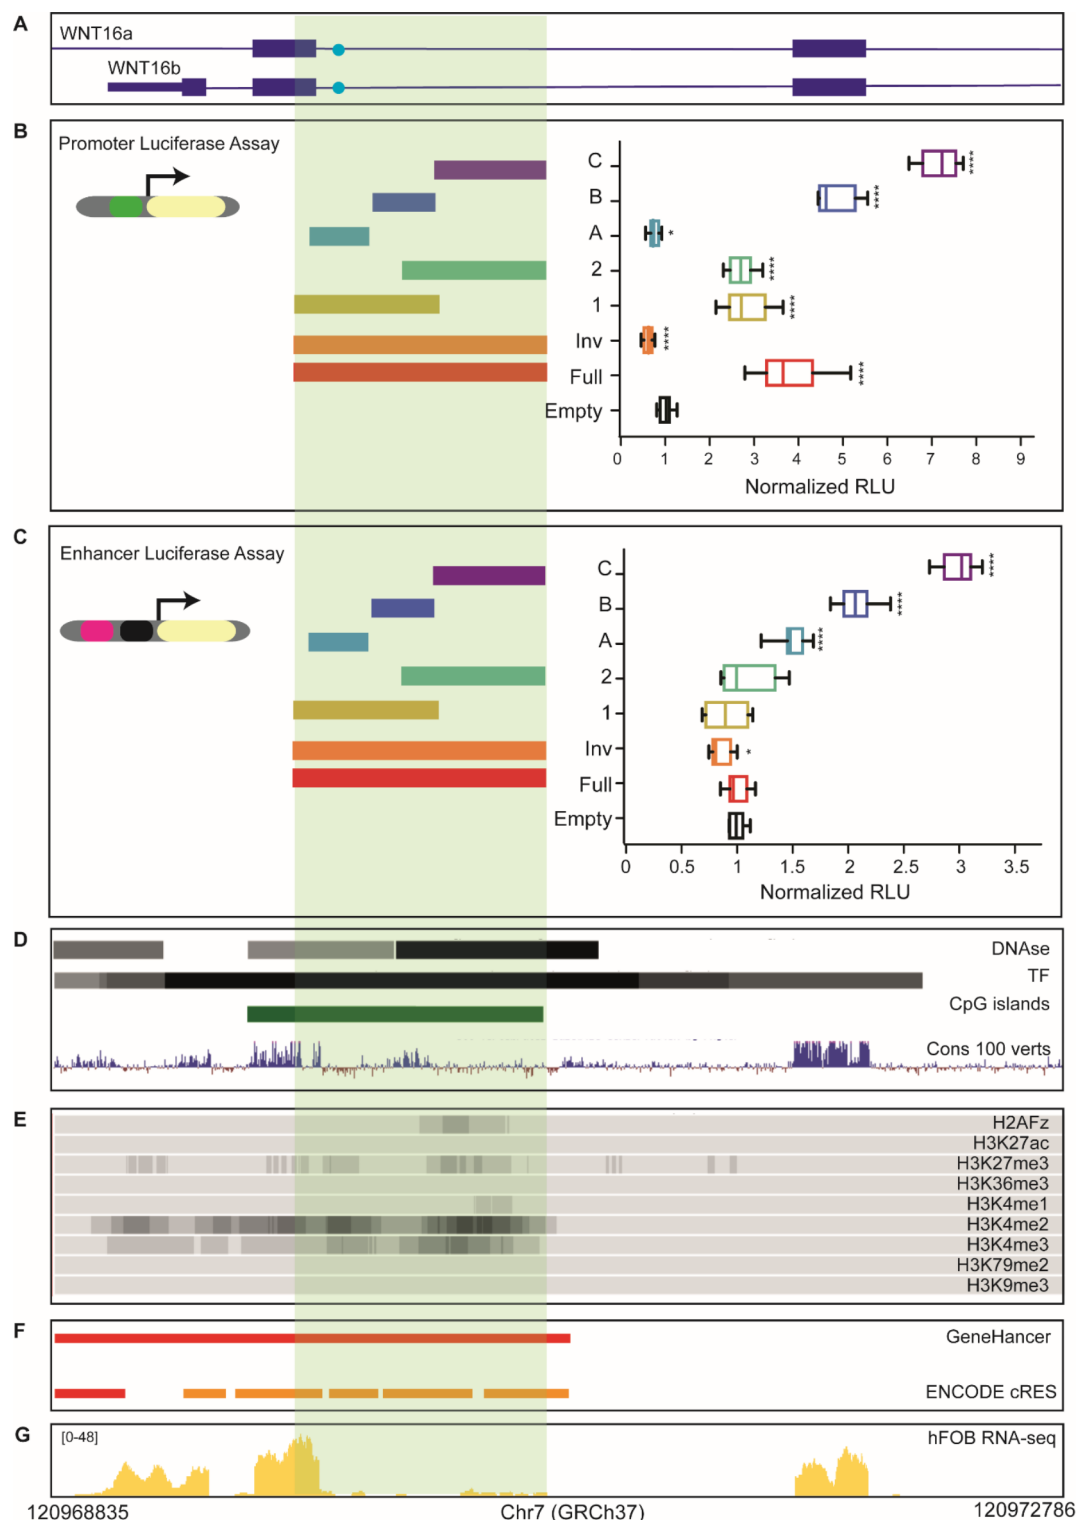 A
WNT16a
WNT16b
B
Promoter Luciferase Assay
C
****
B
****
A
*
2
****
1
****
Inv
****
Full
****
Empty
0 1 2 3 4 5 6 7 8 9
Normalized RLU
C
Enhancer Luciferase Assay
C
****
B
****
A
****
2
1
Inv
*
Full
Empty
0 0.5 1 1.5 2 2.5 3 3.5
Normalized RLU
D
DNAse
TF
CpG islands
Cons 100 verts
E
H2AFz
H3K27ac
H3K27me3
H3K36me3
H3K4me1
H3K4me2
H3K4me3
H3K79me2
H3K9me3
F
GeneHancer
ENCODE cRES
G
[0-48]
hFOB RNA-seq
120968835 Chr7 (GRCh37) 120972786